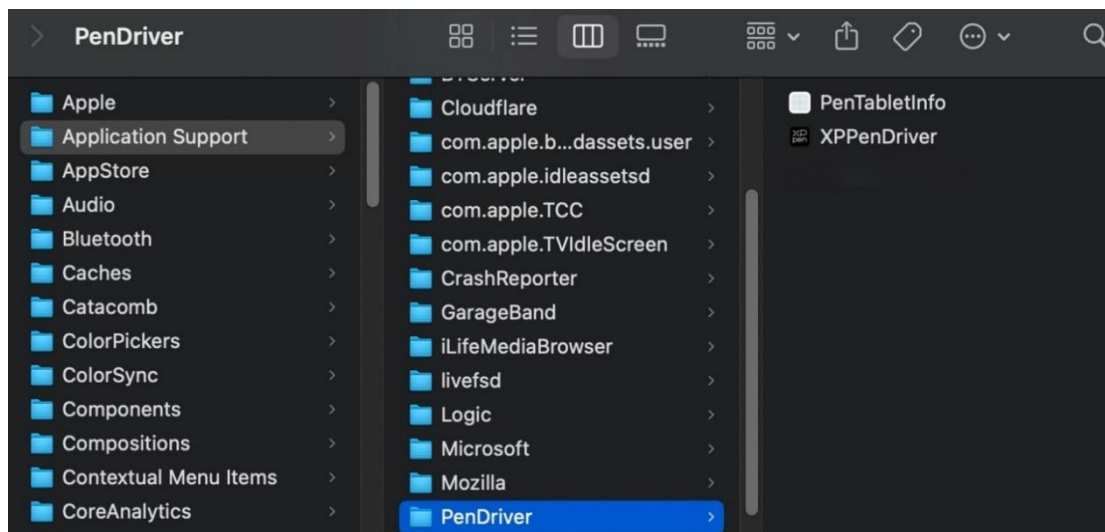 PenDriver
Apple
Application Support
AppStore
Audio
Bluetooth
Caches
Catacomb
ColorPickers
ColorSync
Components
Compositions
Contextual Menu Items
CoreAnalytics
Cloudflare
com.apple.b...dassets.user
com.apple.idleassetsd
com.apple.TCC
com.apple.TVIdleScreen
CrashReporter
GarageBand
iLifeMediaBrowser
livefsd
Logic
Microsoft
Mozilla
PenDriver
PenTabletInfo
XP
pen
XPPenDriver